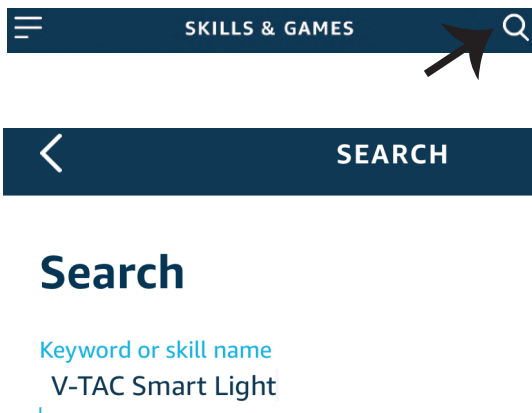 SKILLS & GAMES
SEARCH
Search
Keyword or skill name
V-TAC Smart Light